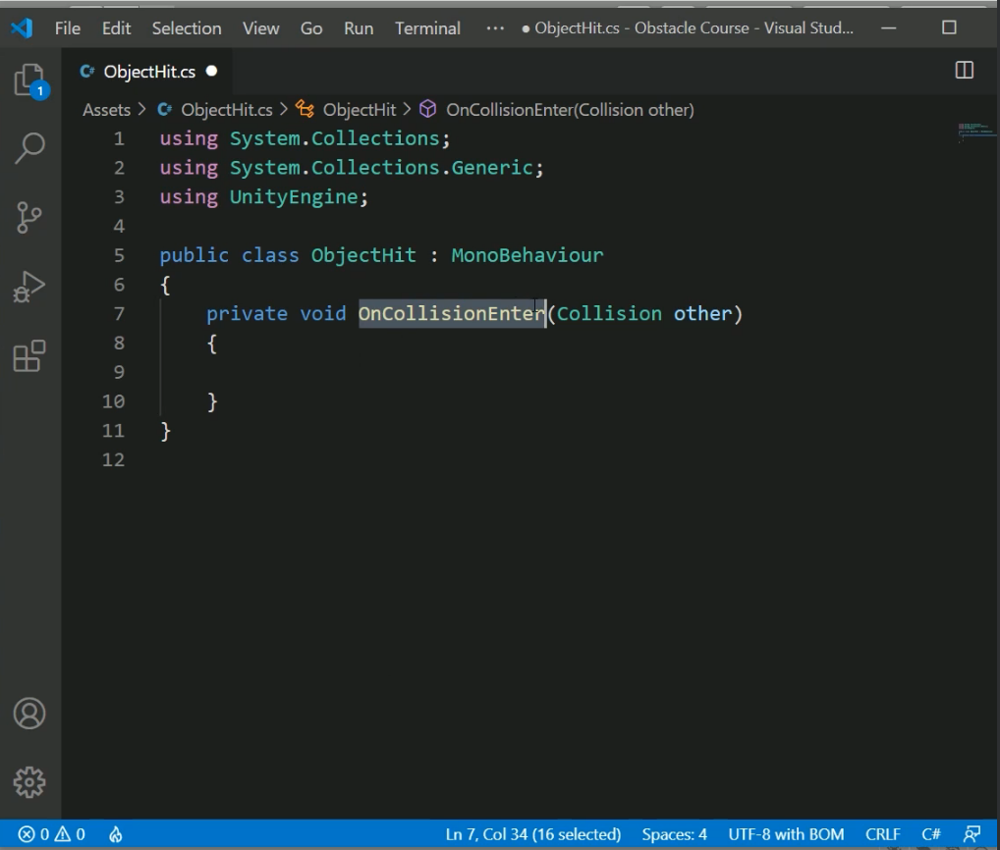 File Edit Selection View Go Run Terminal ··· ● ObjectHit.cs - Obstacle Course - Visual Stud...
1
C# ObjectHit.cs ●
Assets > C# ObjectHit.cs > ObjectHit > OnCollisionEnter(Collision other)
1 using System.Collections;
2 using System.Collections.Generic;
3 using UnityEngine;
4
5 public class ObjectHit : MonoBehaviour
6 {
7 private void OnCollisionEnter(Collision other)
8 {
9
10 }
11 }
12
0 0 Ln 7, Col 34 (16 selected) Spaces: 4 UTF-8 with BOM CRLF C#